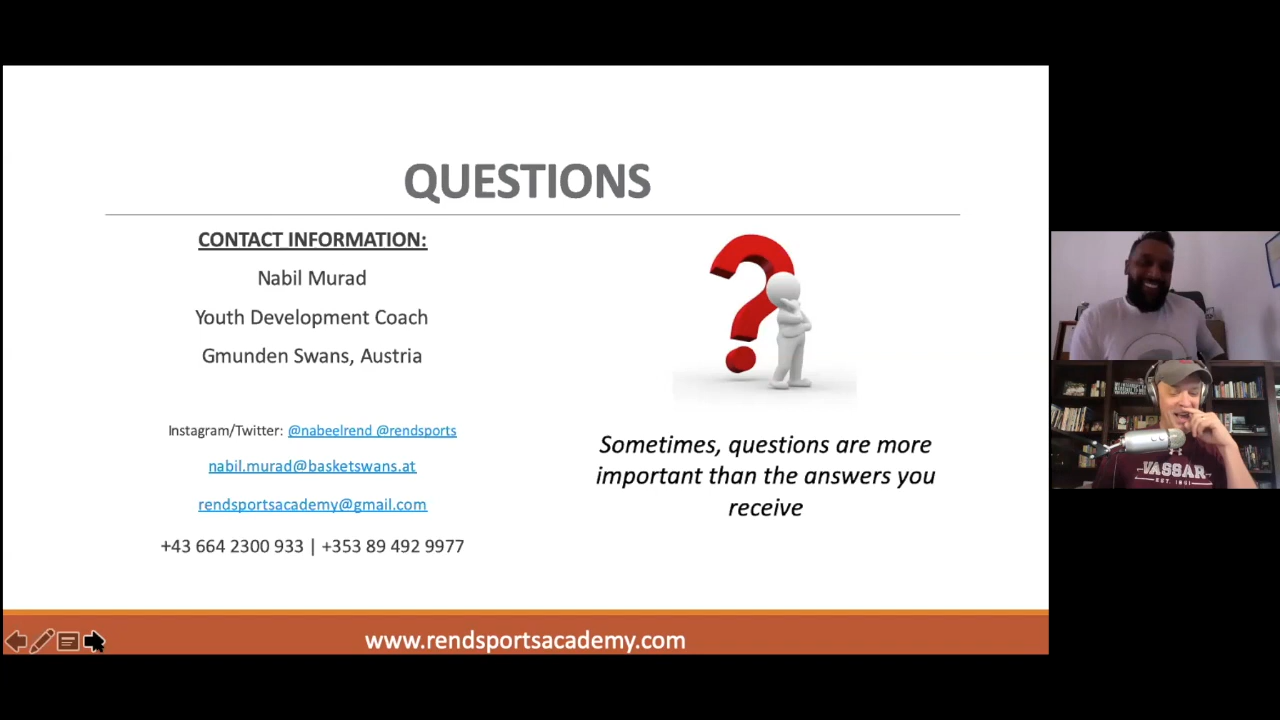 QUESTIONS
CONTACT INFORMATION:
Nabil Murad
Youth Development Coach
Gmunden Swans, Austria
Instagram/Twitter: @nabeelrend @rendsports
nabil.murad@basketswans.at
rendsportsacademy@gmail.com
+43 664 2300 933 | +353 89 492 9977
Sometimes, questions are more
important than the answers you
receive
www.rendsportsacademy.com
VASSAR
EST. 1861